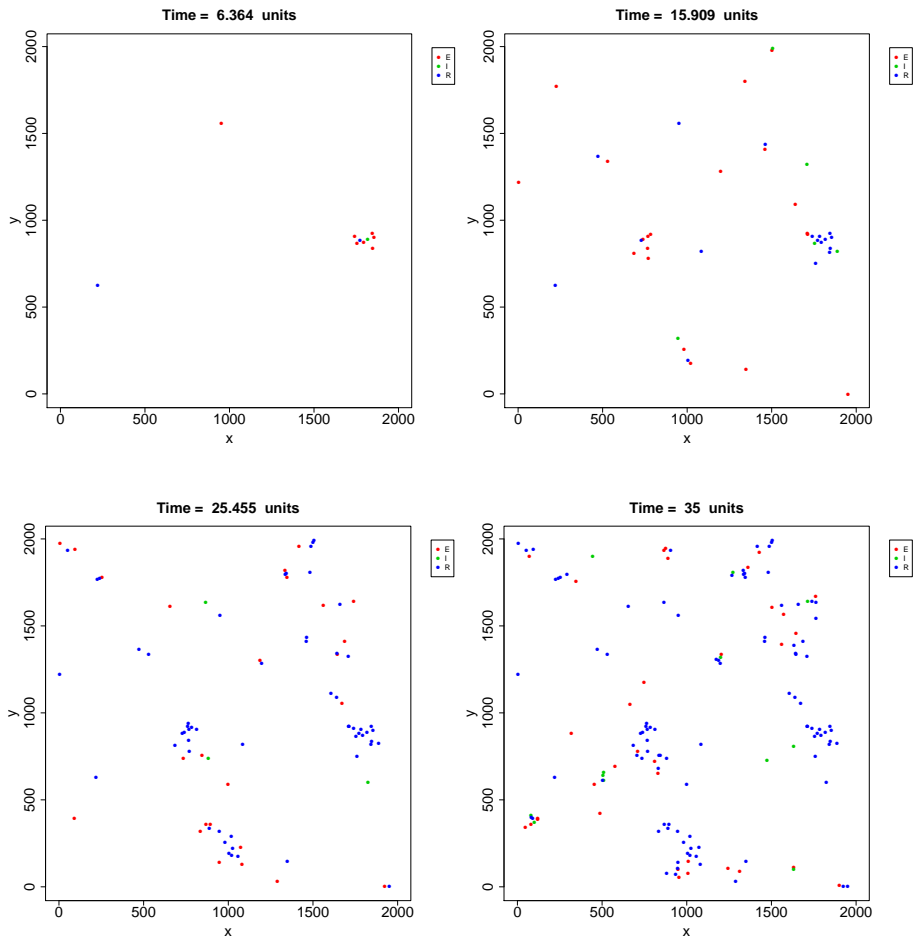 Time = 6.364 units
2000
1500
1000
500
0
y
0 500 1000 1500 2000
x
E
I
R
Time = 15.909 units
2000
1500
1000
500
0
y
0 500 1000 1500 2000
x
E
I
R
Time = 25.455 units
2000
1500
1000
500
0
y
0 500 1000 1500 2000
x
E
I
R
Time = 35 units
2000
1500
1000
500
0
y
0 500 1000 1500 2000
x
E
I
R